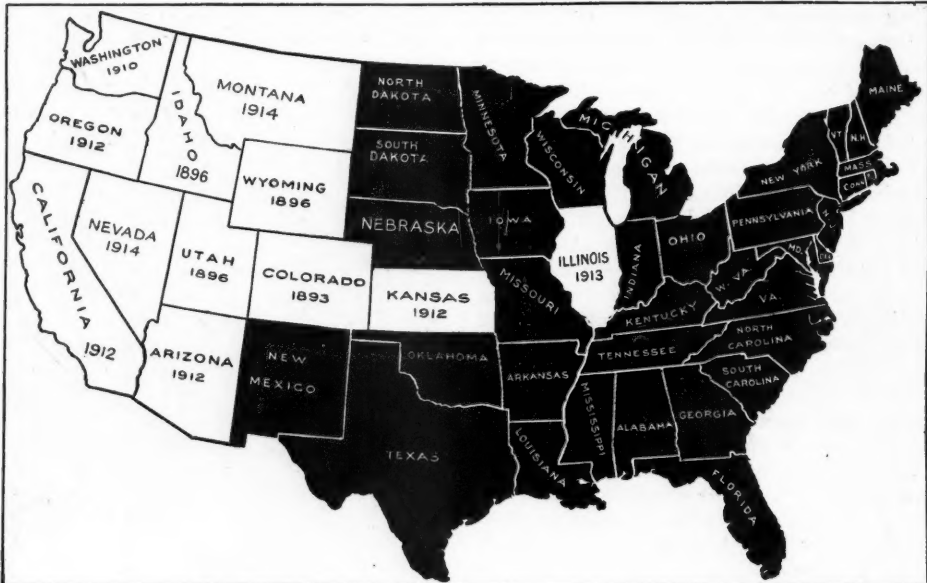 WASHINGTON
1910
OREGON
1912
CALIFORNIA
1912
IDAHO
1896
NEVADA
1914
MONTANA
1914
WYOMING
1896
UTAH
1896
COLORADO
1893
ARIZONA
1912
NEW
MEXICO
NORTH
DAKOTA
SOUTH
DAKOTA
NEBRASKA
KANSAS
1912
OKLAHOMA
TEXAS
MINNESOTA
IOWA
MISSOURI
ARKANSAS
LOUISIANA
WISCONSIN
MICHIGAN
ILLINOIS
1913
INDIANA
OHIO
KENTUCKY
TENNESSEE
MISSISSIPPI
ALABAMA
GEORGIA
FLORIDA
SOUTH
CAROLINA
NORTH
CAROLINA
VA.
W. VA.
MD.
PENNSYLVANIA
NEW YORK
CONN
MASS
VT
N.H.
MAINE